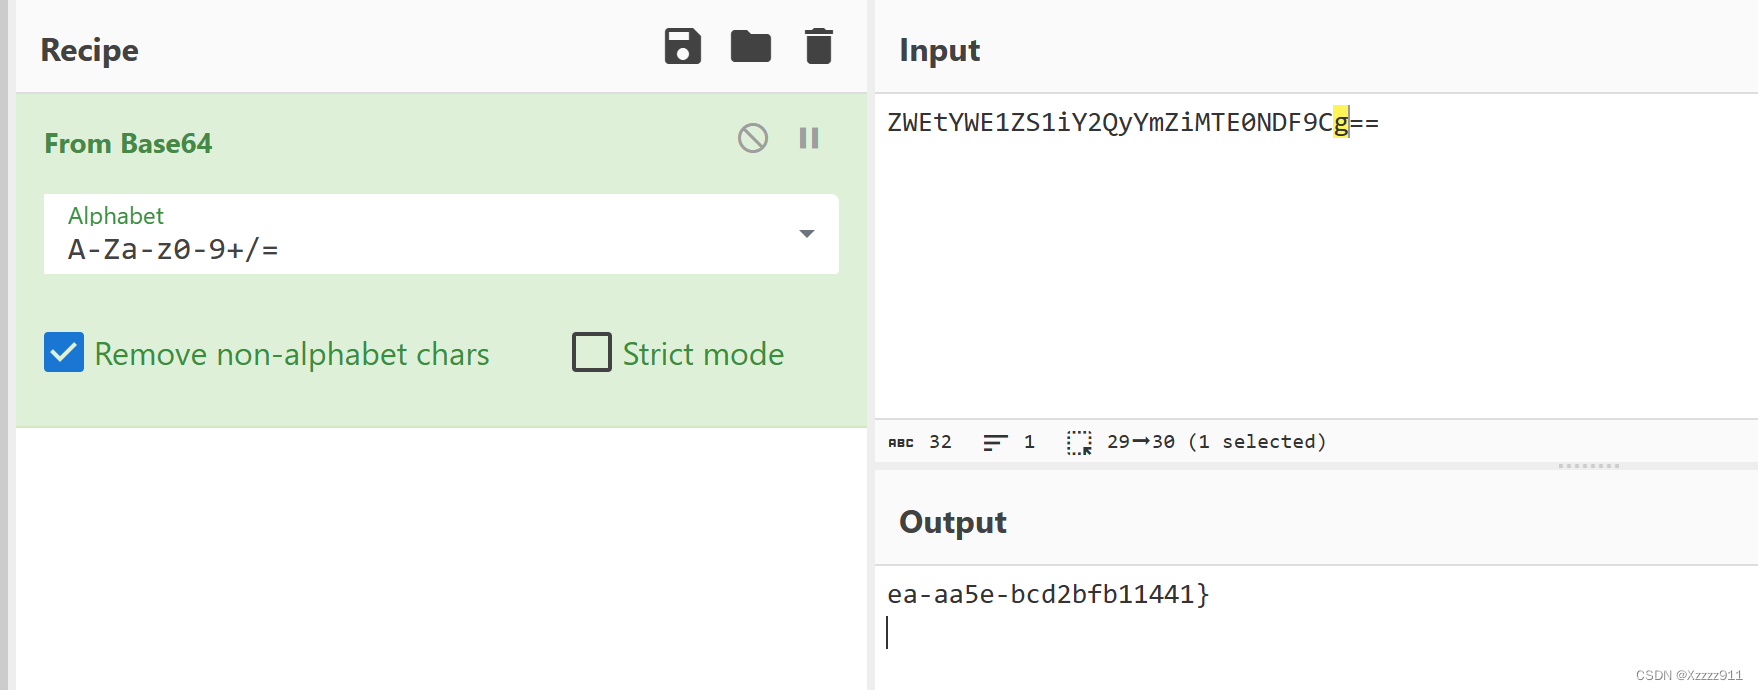 Recipe
From Base64
Alphabet
A-Za-z0-9+/=
Remove non-alphabet chars
Strict mode
Input
ZWEtYWE1ZS1iY2QyYmZiMTE0NDF9Cg==
ABC 32 1 29→30 (1 selected)
Output
ea-aa5e-bcd2bfb11441}
CSDN @Xzzzz911